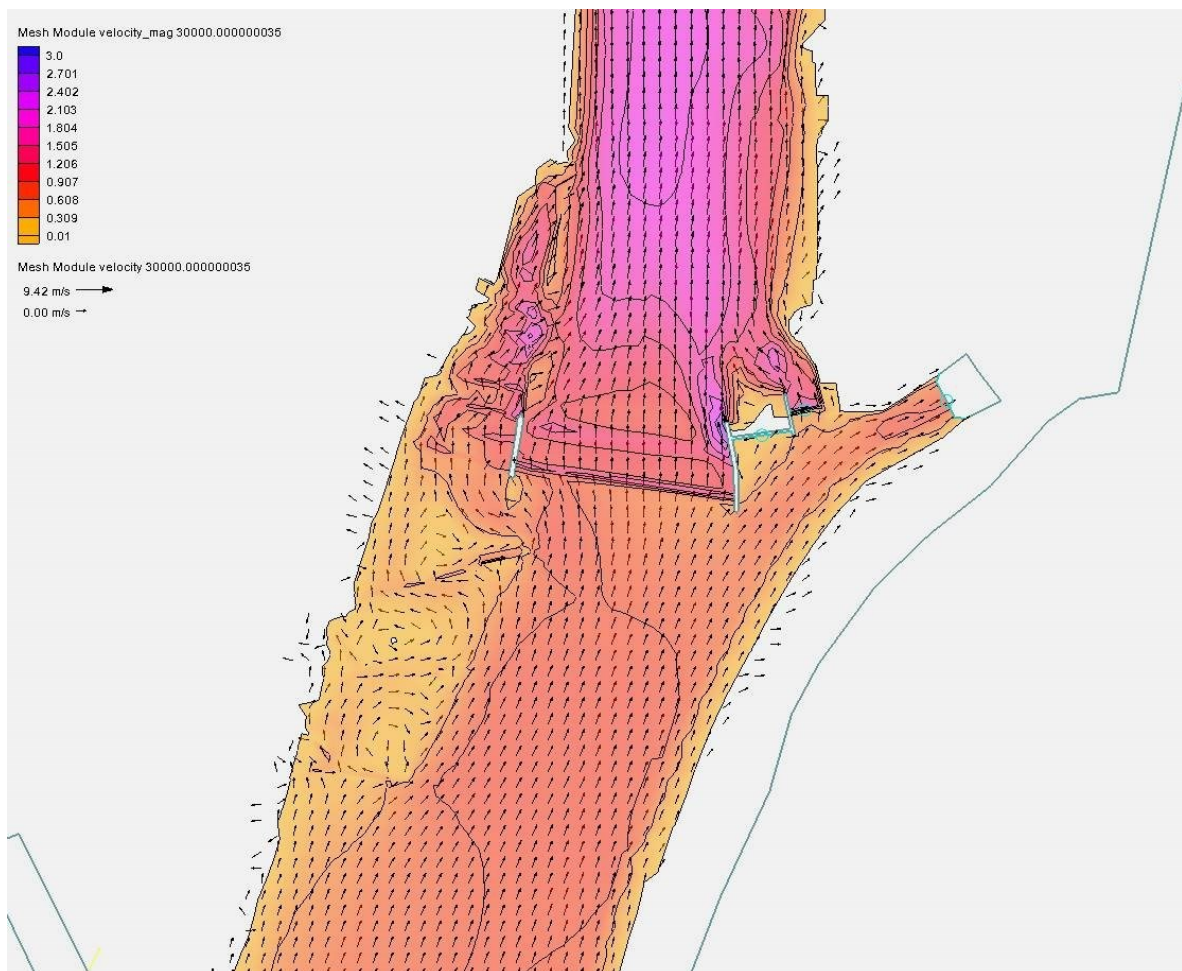 Mesh Module velocity_mag 30000.000000035
3.0
2.701
2.402
2.103
1.804
1.505
1.206
0.907
0.608
0.309
0.01
Mesh Module velocity 30000.000000035
9.42 m/s
0.00 m/s